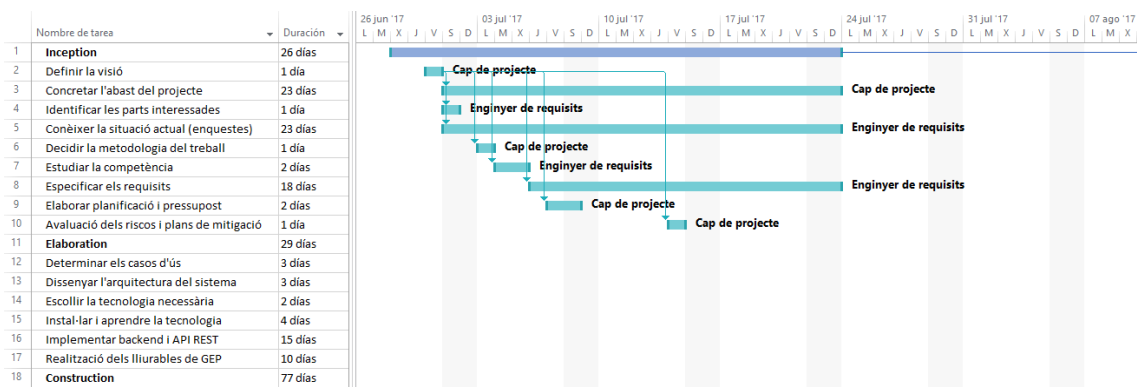 26 jun '17 03 jul '17 10 jul '17 17 jul '17 24 jul '17 31 jul '17 07 ago '17
Nombre de tarea Duración L M X J V S D L M X J V S D L M X J V S D L M X J V S D L M X J V S D L M X J V S D L M X
1 Inception 26 días
2 Definir la visió 1 día Cap de projecte
3 Concretar l'abast del projecte 23 días Cap de projecte
4 Identificar les parts interessades 1 día Enginyer de requisits
5 Conèixer la situació actual (enquestes) 23 días Enginyer de requisits
6 Decidir la metodologia del treball 1 día Cap de projecte
7 Estudiar la competència 2 días Enginyer de requisits
8 Especificar els requisits 18 días Enginyer de requisits
9 Elaborar planificació i pressupost 2 días Cap de projecte
10 Avaluació dels riscos i plans de mitigació 1 día Cap de projecte
11 Elaboration 29 días
12 Determinar els casos d'ús 3 días
13 Dissenyar l'arquitectura del sistema 3 días
14 Escollir la tecnologia necessària 2 días
15 Instal·lar i aprendre la tecnologia 4 días
16 Implementar backend i API REST 15 días
17 Realització dels lliurables de GEP 10 días
18 Construction 77 días